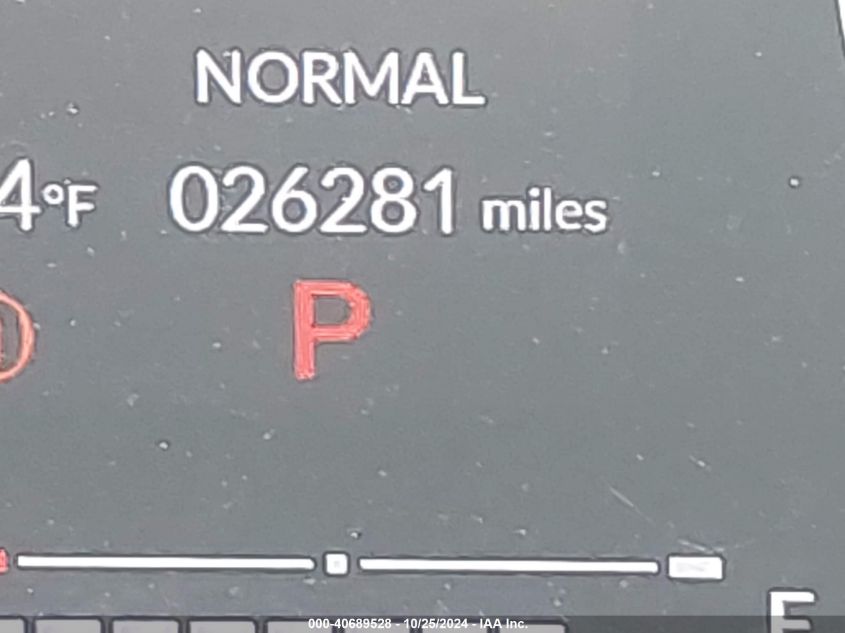 NORMAL
4°F 026281 miles
P
F
000-40689528 - 10/25/2024 - IAA Inc.